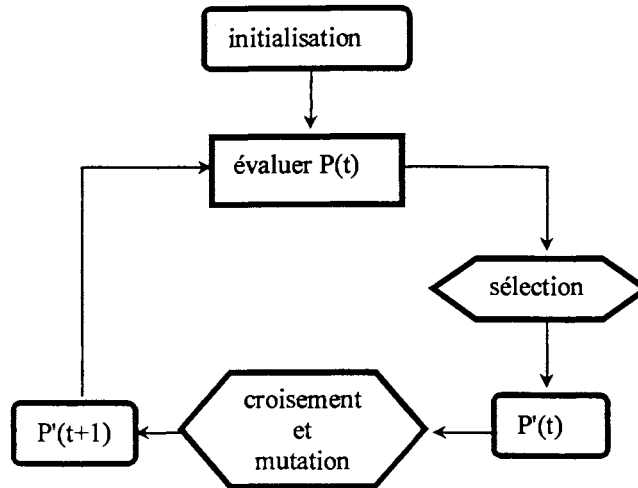 initialisation
évaluer P(t)
sélection
P'(t)
croisement
et
mutation
P'(t+1)